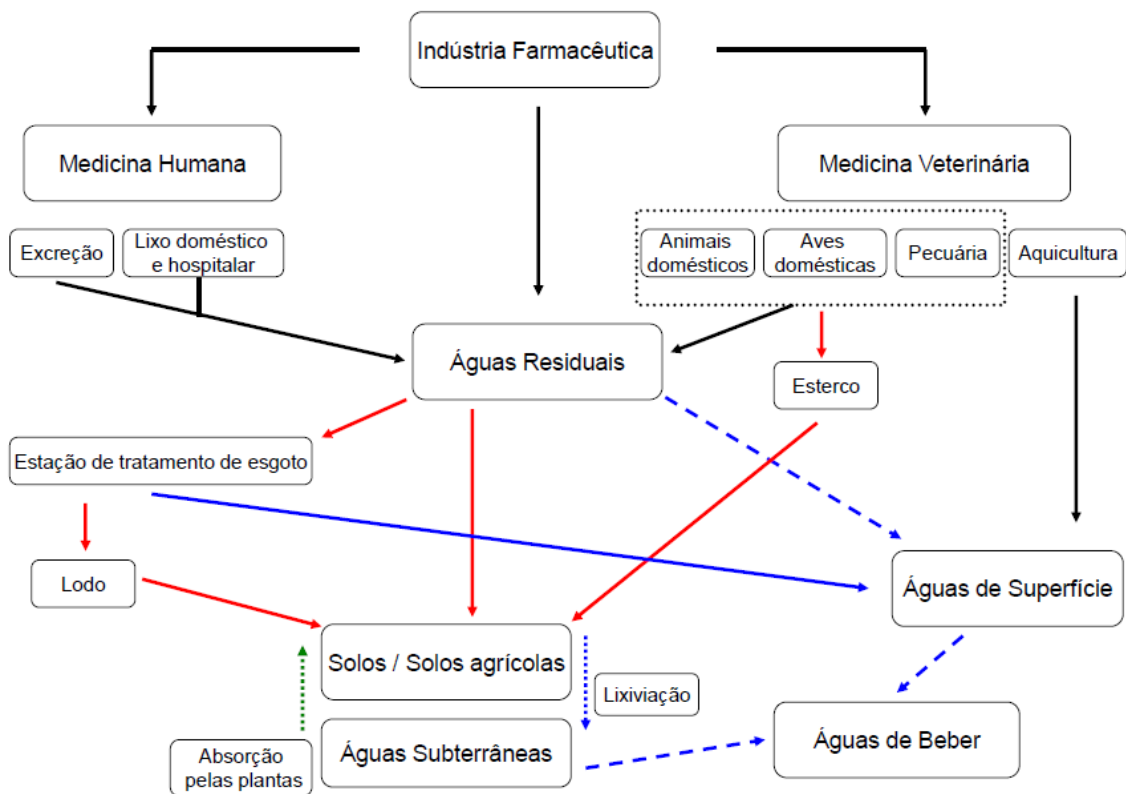 Indústria Farmacêutica
Medicina Humana
Medicina Veterinária
Excreção
Lixo doméstico
e hospitalar
Animais
domésticos
Aves
domésticas
Pecuária
Aquicultura
Águas Residuais
Esterco
Estação de tratamento de esgoto
Lodo
Águas de Superfície
Solos / Solos agrícolas
Lixiviação
Absorção
pelas plantas
Águas Subterrâneas
Águas de Beber